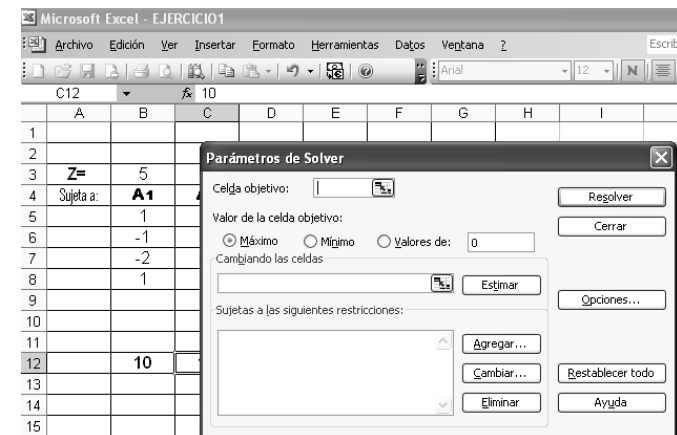 Microsoft Excel - EJERCICIO1
Archivo Edición Ver Insertar Formato Herramientas Datos Ventana ? Escrib
Arial 12 N
C12 fx 10
A B C D E F G H I
1
2
3 Z= 5
4 Sujeta a: A1
5 1
6 -1
7 -2
8 1
9
10
11
12 10
13
14
15
Parámetros de Solver
Celda objetivo:
Valor de la celda objetivo:
Máximo Mínimo Valores de: 0
Cambiando las celdas
Estimar
Sujetas a las siguientes restricciones:
Agregar...
Cambiar...
Eliminar
Resolver
Cerrar
Opciones...
Restablecer todo
Ayuda